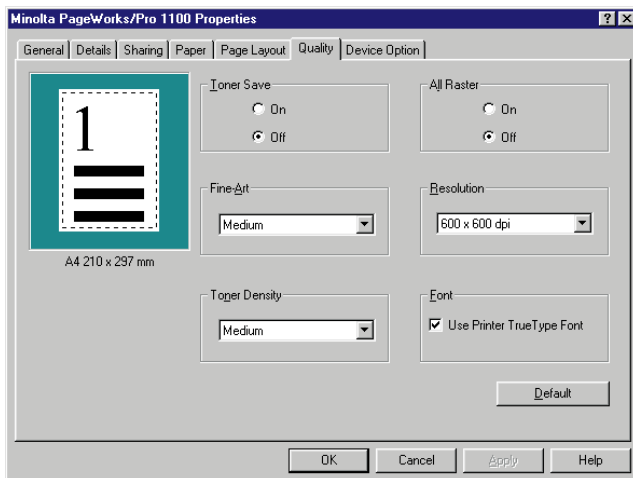 Minolta PageWorks/Pro 1100 Properties
? X
General Details Sharing Paper Page Layout Quality Device Option
1
A4 210 x 297 mm
Toner Save
On
Off
All Raster
On
Off
Fine-Art
Medium
Resolution
600 x 600 dpi
Toner Density
Medium
Font
Use Printer TrueType Font
Default
OK Cancel Apply Help